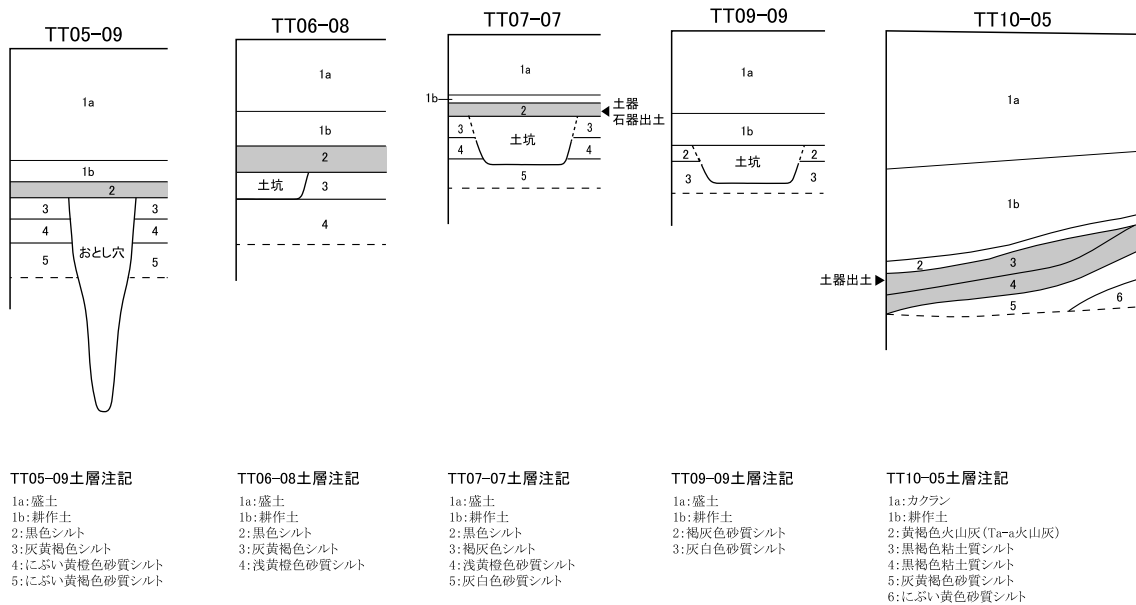 TT05-09
1a
1b
2
3
3
4
4
おとし穴
5
5
TT06-08
1a
1b
2
土坑
3
4
TT07-07
1a
1b
2
土器
石器出土
3
土坑
3
4
4
5
TT09-09
1a
1b
2
土坑
2
3
3
TT10-05
1a
1b
2
3
土器出土
4
5
6
TT05-09土層注記
1a:盛土
1b:耕作土
2:黒色シルト
3:灰黄褐色シルト
4:にぶい黄橙色砂質シルト
5:にぶい黄褐色砂質シルト
TT06-08土層注記
1a:盛土
1b:耕作土
2:黒色シルト
3:灰黄褐色シルト
4:浅黄橙色砂質シルト
TT07-07土層注記
1a:盛土
1b:耕作土
2:黒色シルト
3:褐灰色シルト
4:浅黄橙色砂質シルト
5:灰白色砂質シルト
TT09-09土層注記
1a:盛土
1b:耕作土
2:褐灰色砂質シルト
3:灰白色砂質シルト
TT10-05土層注記
1a:カクラン
1b:耕作土
2:黄褐色火山灰(Ta-a火山灰)
3:黒褐色粘土質シルト
4:黒褐色粘土質シルト
5:灰黄褐色砂質シルト
6:にぶい黄色砂質シルト